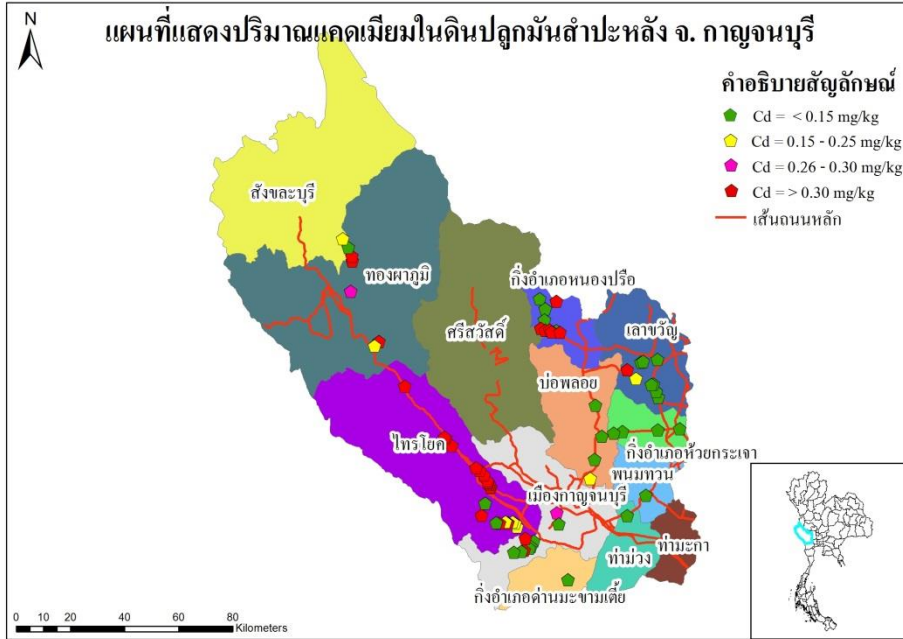 แผนที่แสดงปริมาณแคดเมียมในดินปลูกมันสำปะหลัง จ. กาญจนบุรี
N
คำอธิบายสัญลักษณ์
Cd = < 0.15 mg/kg
Cd = 0.15 - 0.25 mg/kg
Cd = 0.26 - 0.30 mg/kg
Cd = > 0.30 mg/kg
เส้นถนนหลัก
สังขละบุรี
ทองผาภูมิ
กิ่งอำเภอหนองปรือ
ศรีสวัสดิ์
เลาขวัญ
บ่อพลอย
ไทรโยค
กิ่งอำเภอห้วยกระเจา
พนมทวน
เมืองกาญจนบุรี
ท่ามะกา
ท่าม่วง
กิ่งอำเภอด่านมะขามเตี้ย
0 5 10 20 40 60 80
Kilometers